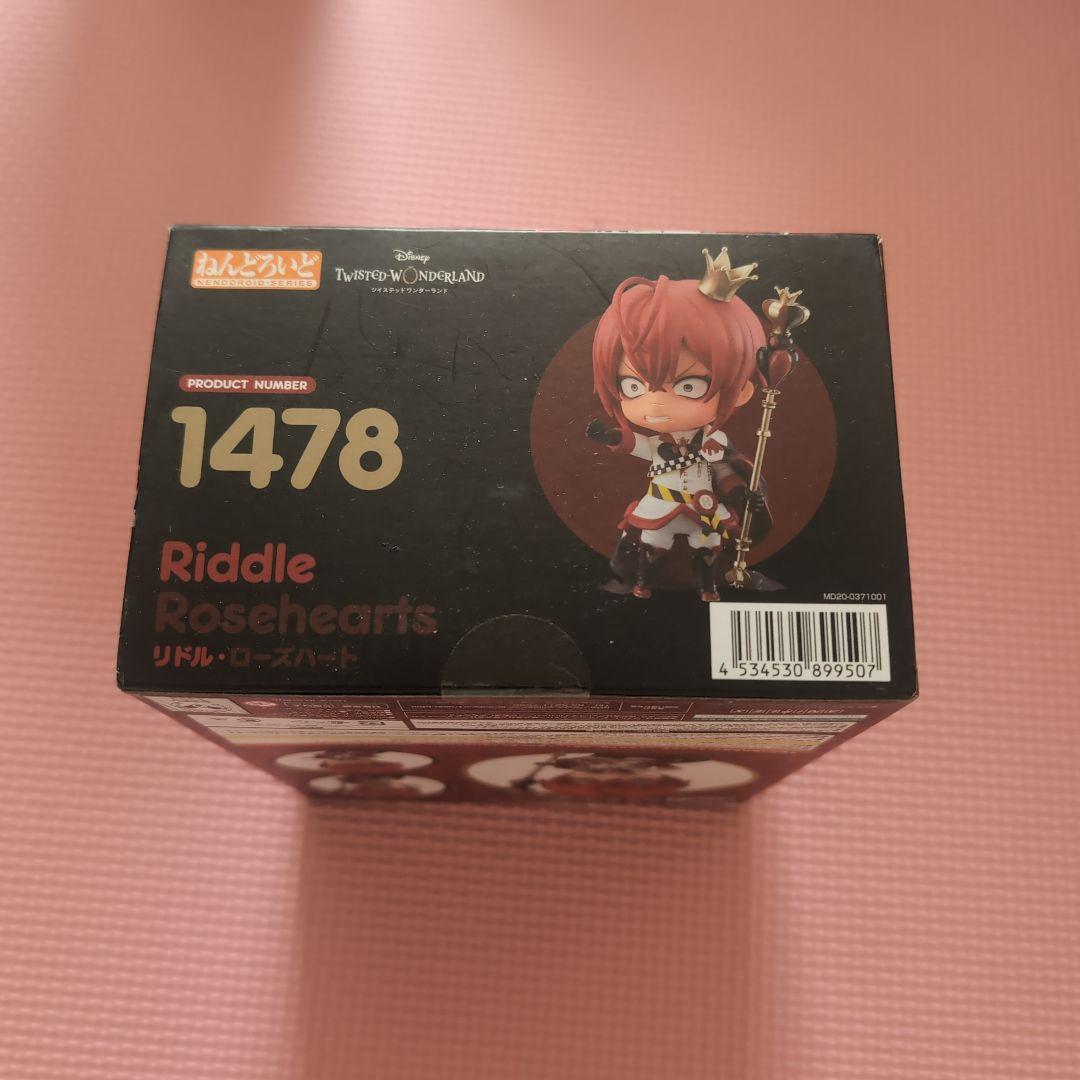 ねんどろいど
NENDOROID·SERIES
Disney
TWISTED-WONDERLAND
ツイステッドワンダーランド
PRODUCT NUMBER
1478
Riddle
Rosehearts
リドル・ローズハート
MD20-0371001
4 534530 899507